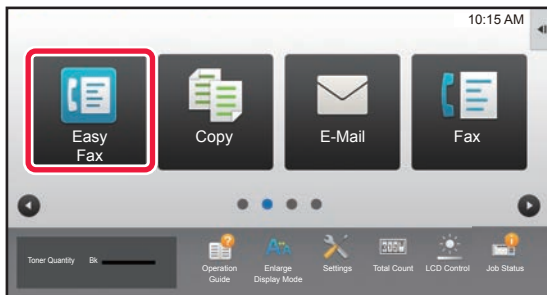 10:15 AM
Easy
Fax
Copy
E-Mail
Fax
Toner Quantity Bk
Operation
Guide
Enlarge
Display Mode
Settings
Total Count
LCD Control
Job Status